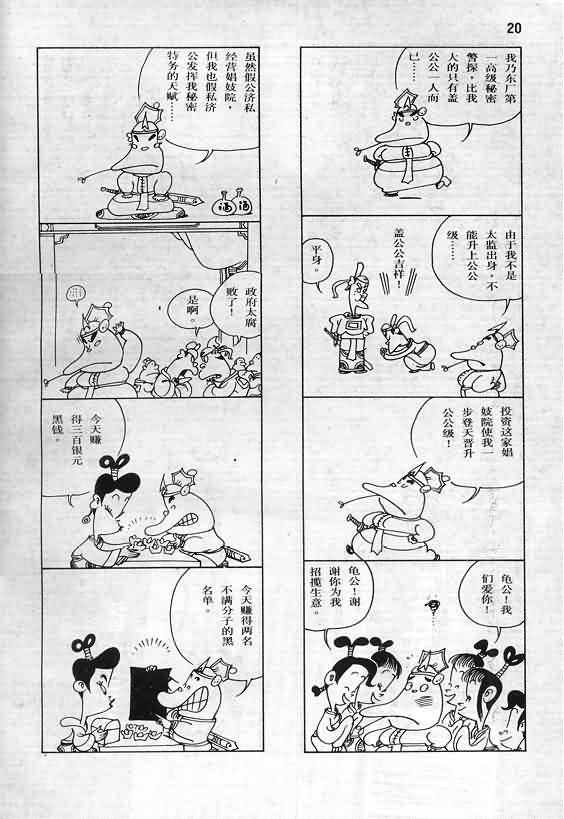 20
我乃东厂第
一高级秘密
警探，比我
大的只有盖
公公一人而
已……
由于我不是
太监出身，不
能升上公公
级……
盖公公吉祥！
平身。
投资这家娼
妓院使我一
步登天晋升
公公级！
龟公！我
们爱你！
龟公！谢
谢你为我
招揽生意。
虽然假公济私
经营娼妓院，
但我也假私济
公发挥我秘密
特务的天赋……
酒
酒
政府太腐
败了！
是啊。
今天赚
得三百银元
黑钱。
今天赚得两名
不满分子的黑
名单。